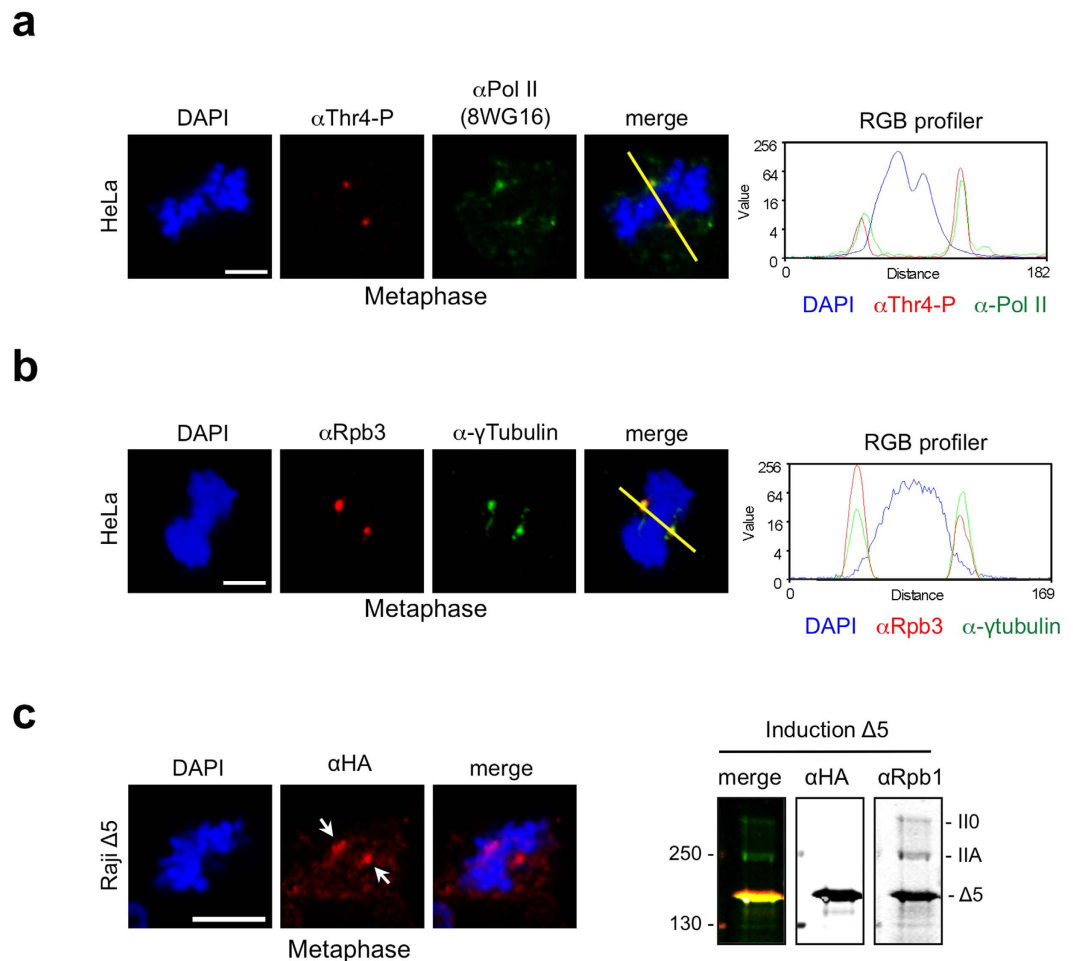 a
αPol II
DAPI αThr4-P (8WG16) merge RGB profiler
HeLa
Metaphase
256
64
16
4
0
Value
0 Distance 182
DAPI αThr4-P α-Pol II
b
DAPI αRpb3 α-γTubulin merge RGB profiler
HeLa
Metaphase
256
64
16
4
0
Value
0 Distance 169
DAPI αRpb3 α-γtubulin
c
DAPI αHA merge
Raji Δ5
Metaphase
Induction Δ5
merge αHA αRpb1
- II0
250 - - IIA
- Δ5
130 -